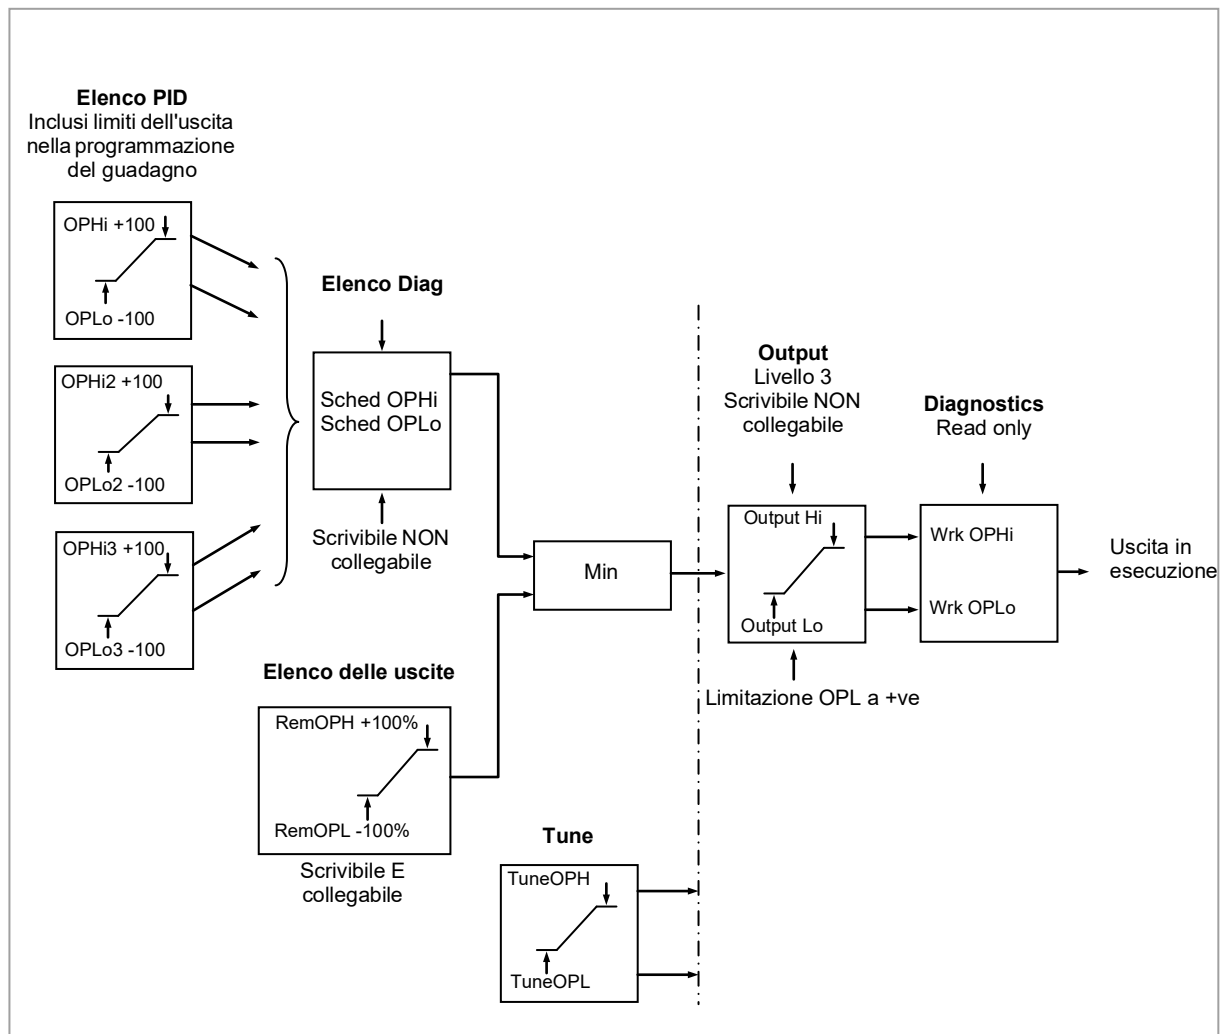 Elenco PID
Inclusi limiti dell'uscita
nella programmazione
del guadagno
OPHi +100
OPLo -100
OPHi2 +100
OPLo2 -100
OPHi3 +100
OPLo3 -100
Elenco Diag
Sched OPHi
Sched OPLo
Scrivibile NON
collegabile
Elenco delle uscite
RemOPH +100%
RemOPL -100%
Scrivibile E
collegabile
Min
Tune
TuneOPH
TuneOPL
Output
Livello 3
Scrivibile NON
collegabile
Output Hi
Output Lo
Limitazione OPL a +ve
Diagnostics
Read only
Wrk OPHi
Wrk OPLo
Uscita in
esecuzione